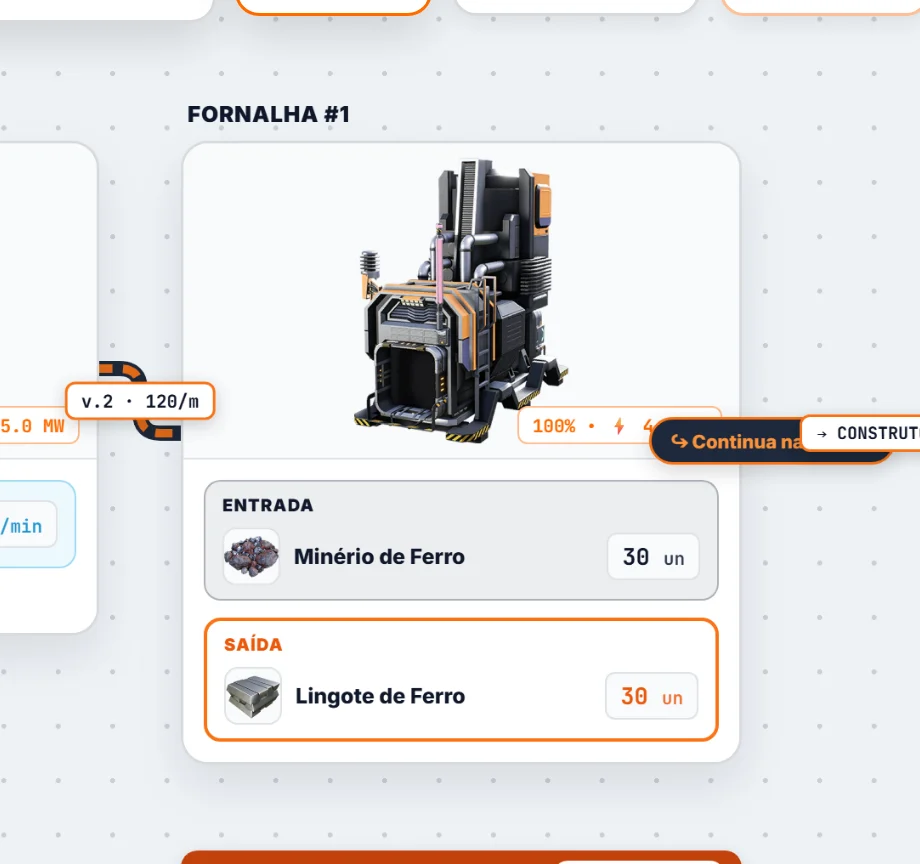 FORNALHA #1
v.2 · 120/m
5.0 MW
100% •
Continua na
→ CONSTRUT
/min
ENTRADA
Minério de Ferro
30 un
SAÍDA
Lingote de Ferro
30 un